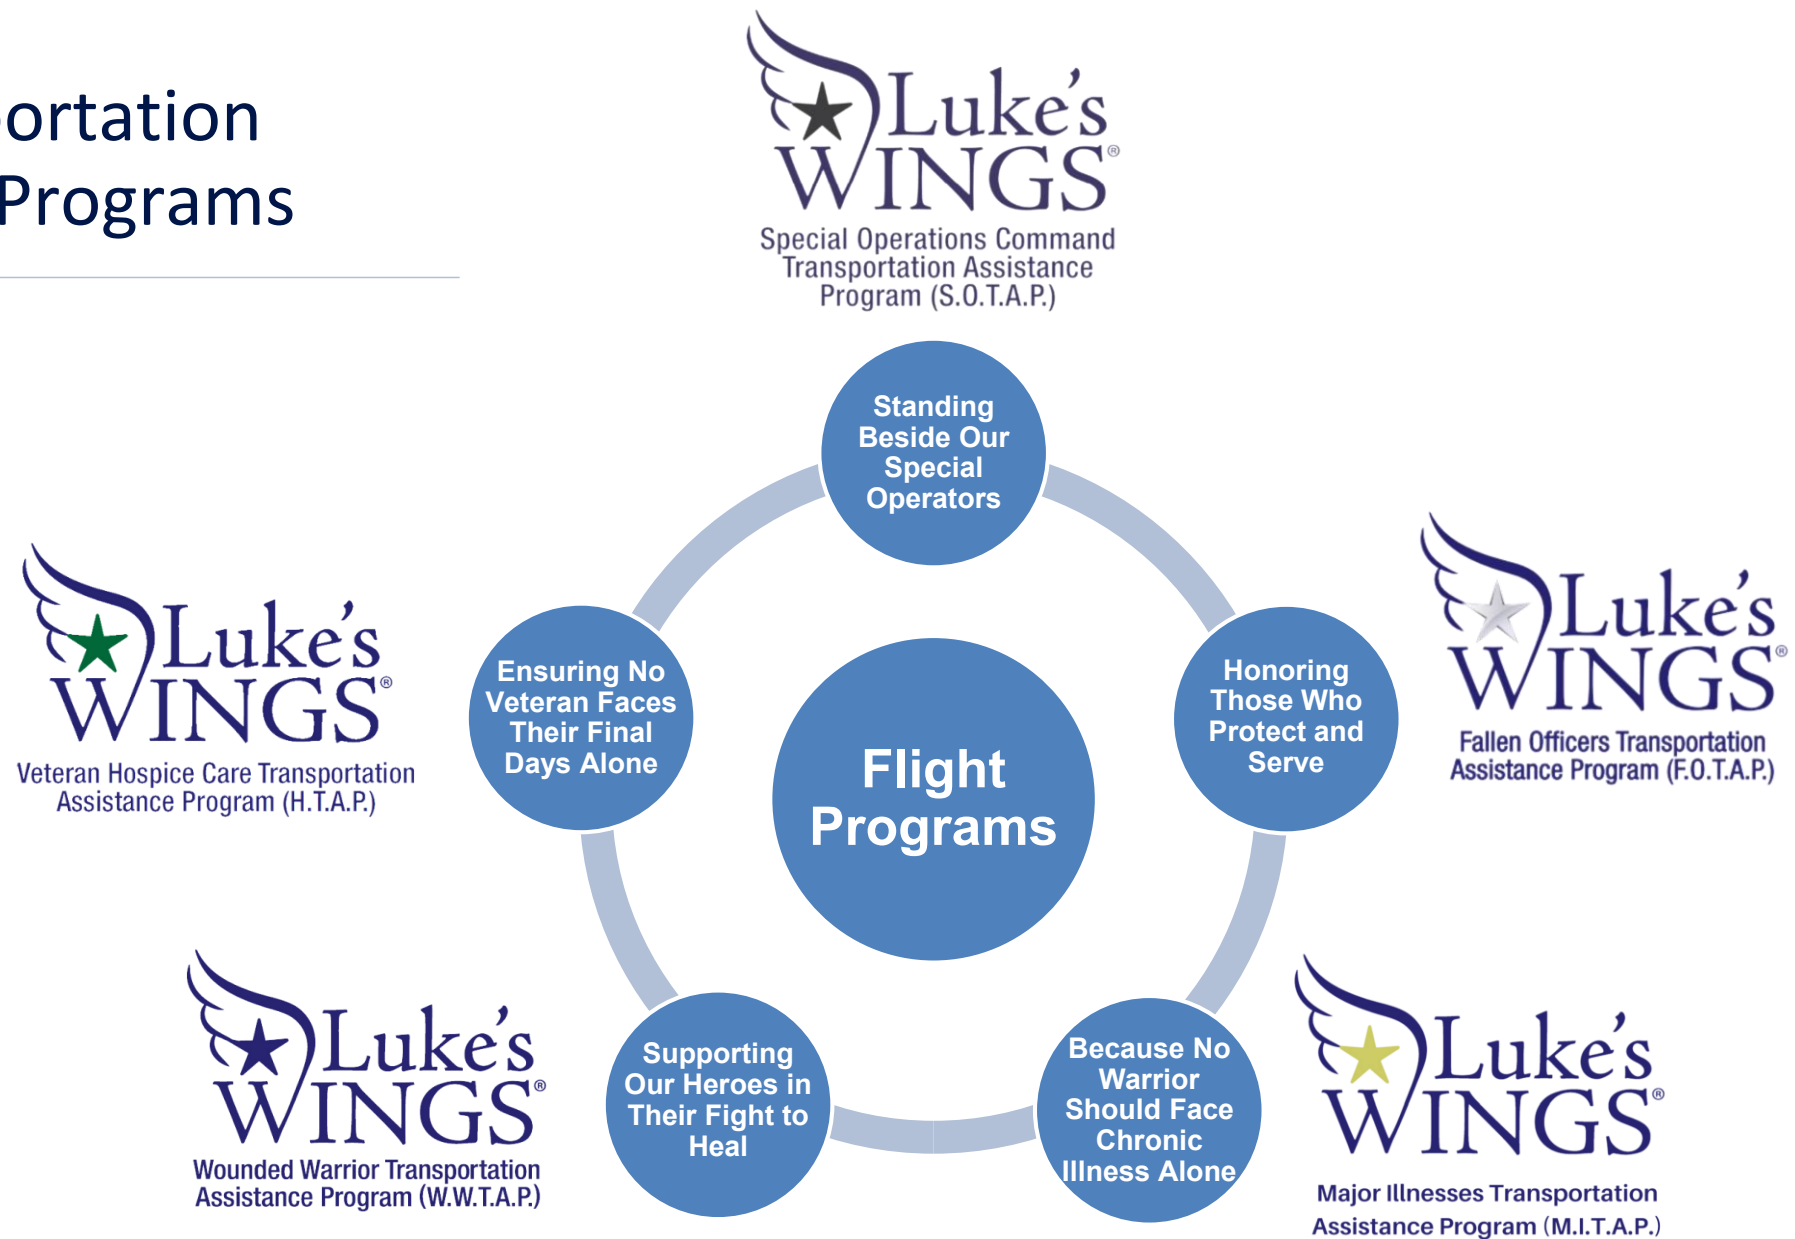 ortation
Programs
Luke's
WINGS®
Special Operations Command
Transportation Assistance
Program (S.O.T.A.P.)
Standing
Beside Our
Special
Operators
Luke's
WINGS®
Veteran Hospice Care Transportation
Assistance Program (H.T.A.P.)
Ensuring No
Veteran Faces
Their Final
Days Alone
Flight
Programs
Honoring
Those Who
Protect and
Serve
Luke's
WINGS®
Fallen Officers Transportation
Assistance Program (F.O.T.A.P.)
Luke's
WINGS®
Wounded Warrior Transportation
Assistance Program (W.W.T.A.P.)
Supporting
Our Heroes in
Their Fight to
Heal
Because No
Warrior
Should Face
Chronic
Illness Alone
Luke's
WINGS®
Major Illnesses Transportation
Assistance Program (M.I.T.A.P.)